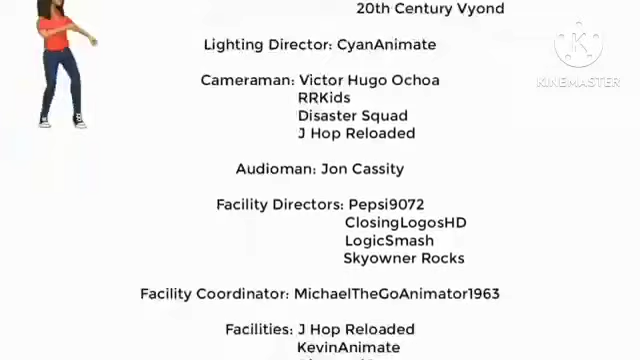 20th Century Vyond
Lighting Director: CyanAnimate
Cameraman: Victor Hugo Ochoa
RRKids
Disaster Squad
J Hop Reloaded
Audioman: Jon Cassity
Facility Directors: Pepsi9072
ClosingLogosHD
LogicSmash
Skyowner Rocks
Facility Coordinator: MichaelTheGoAnimator1963
Facilities: J Hop Reloaded
KevinAnimate
KINEMASTER